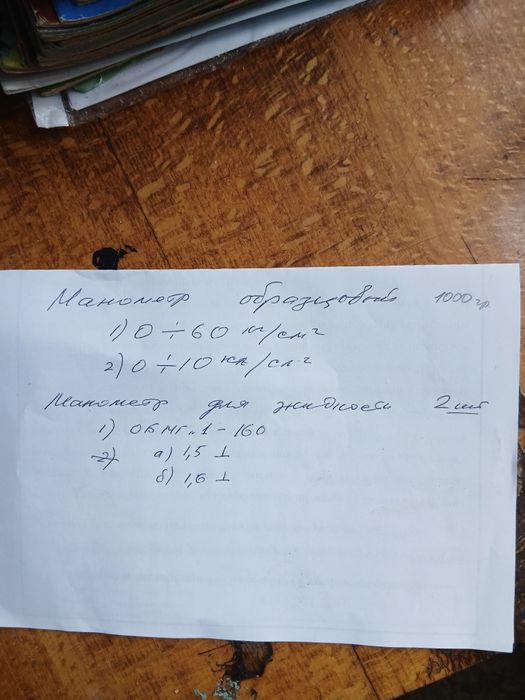 Манометр образцовый 1000 гр.
1) 0 ÷ 60 кг/см²
2) 0 ÷ 10 кг/см²
Манометр для жидкости 2 шт
1) ОБМГн1-160
2) а) 1,5 ⊥
б) 1,6 ⊥